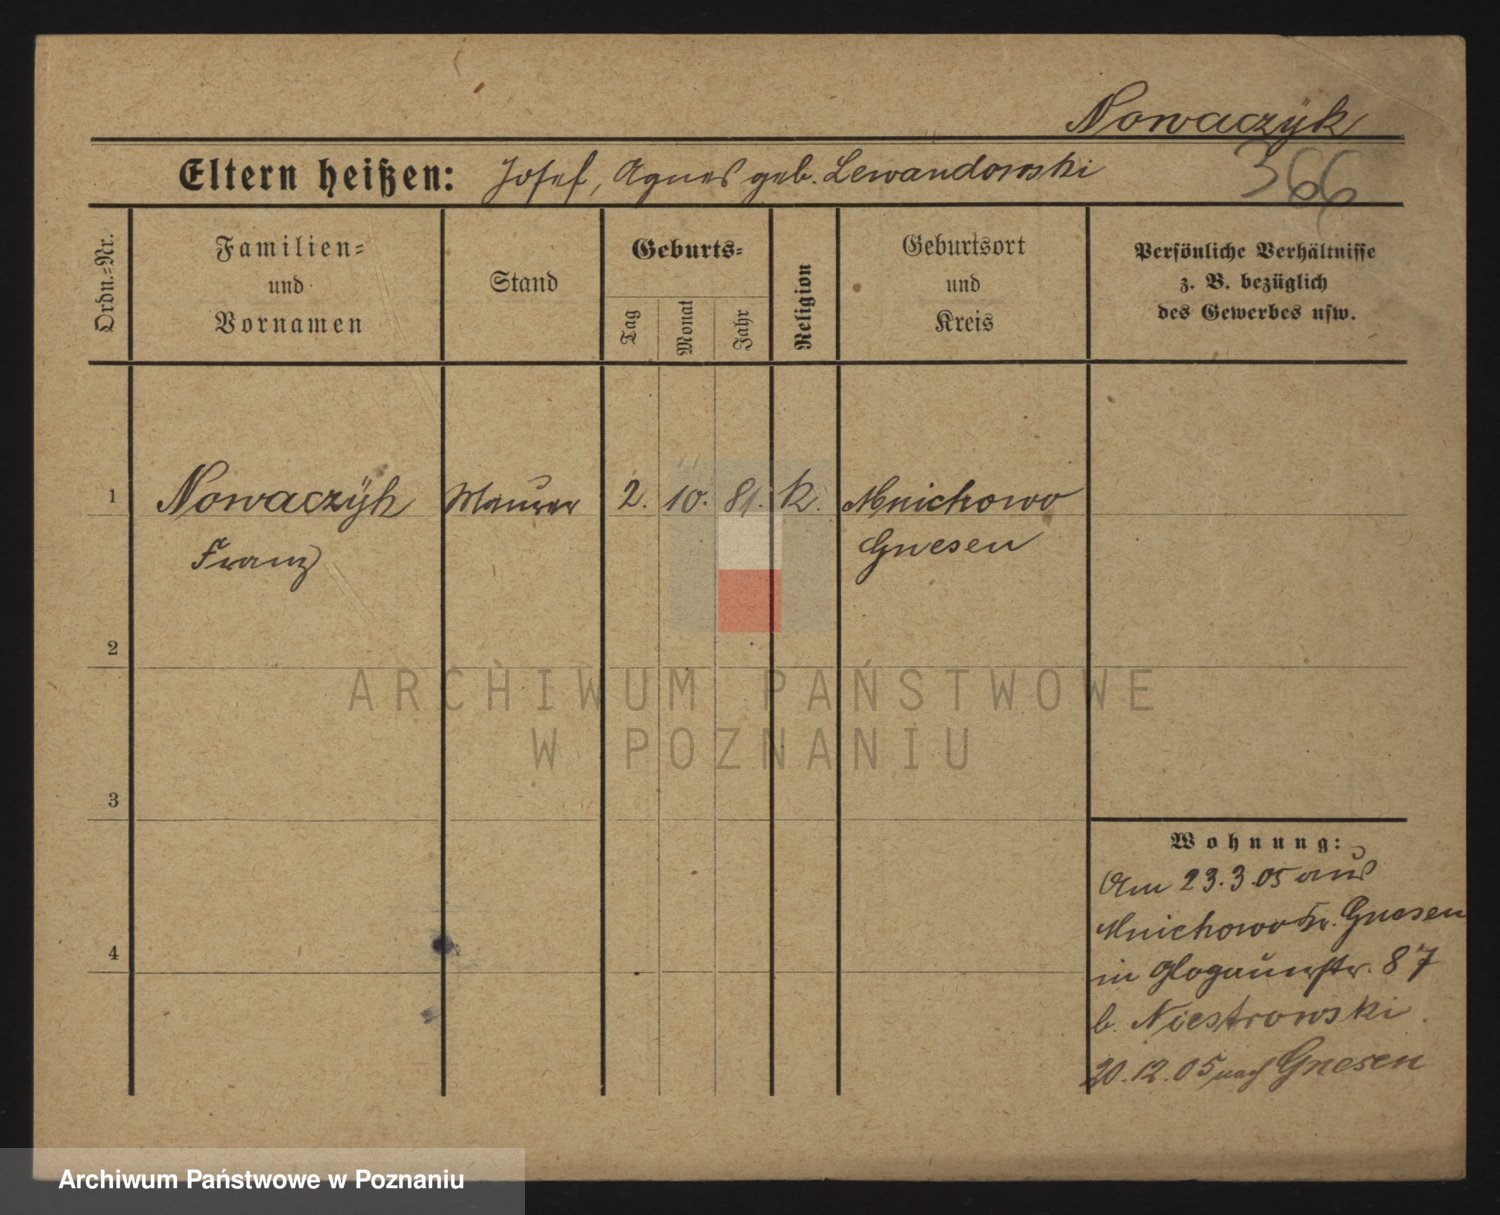 Nowaczÿk
366
Eltern heißen: Josef, Agnes geb. Lewandowski
Ordn.-Nr.
Familien-
und
Vornamen
Stand
Geburts-
Tag
Monat
Jahr
Religion
Geburtsort
und
Kreis
Persönliche Verhältnisse
z. B. bezüglich
des Gewerbes usw.
1 Nowaczÿk Maurer 2. 10. 81. k. Mnichowo
Franz Gnesen
2
3
4
Wohnung:
Am 23.3.05 aus
Mnichowo Kr. Gnesen
in Glogauerstr. 87
b. Niestrowski
20.12.05 nach Gnesen
ARCHIWUM PAŃSTWOWE
W POZNANIU
Archiwum Państwowe w Poznaniu